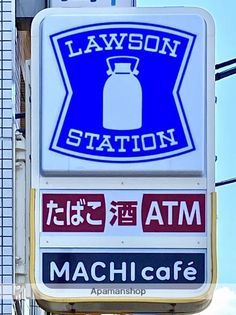 LAWSON
STATION
たばこ 酒 ATM
MACHI café
Apamanshop